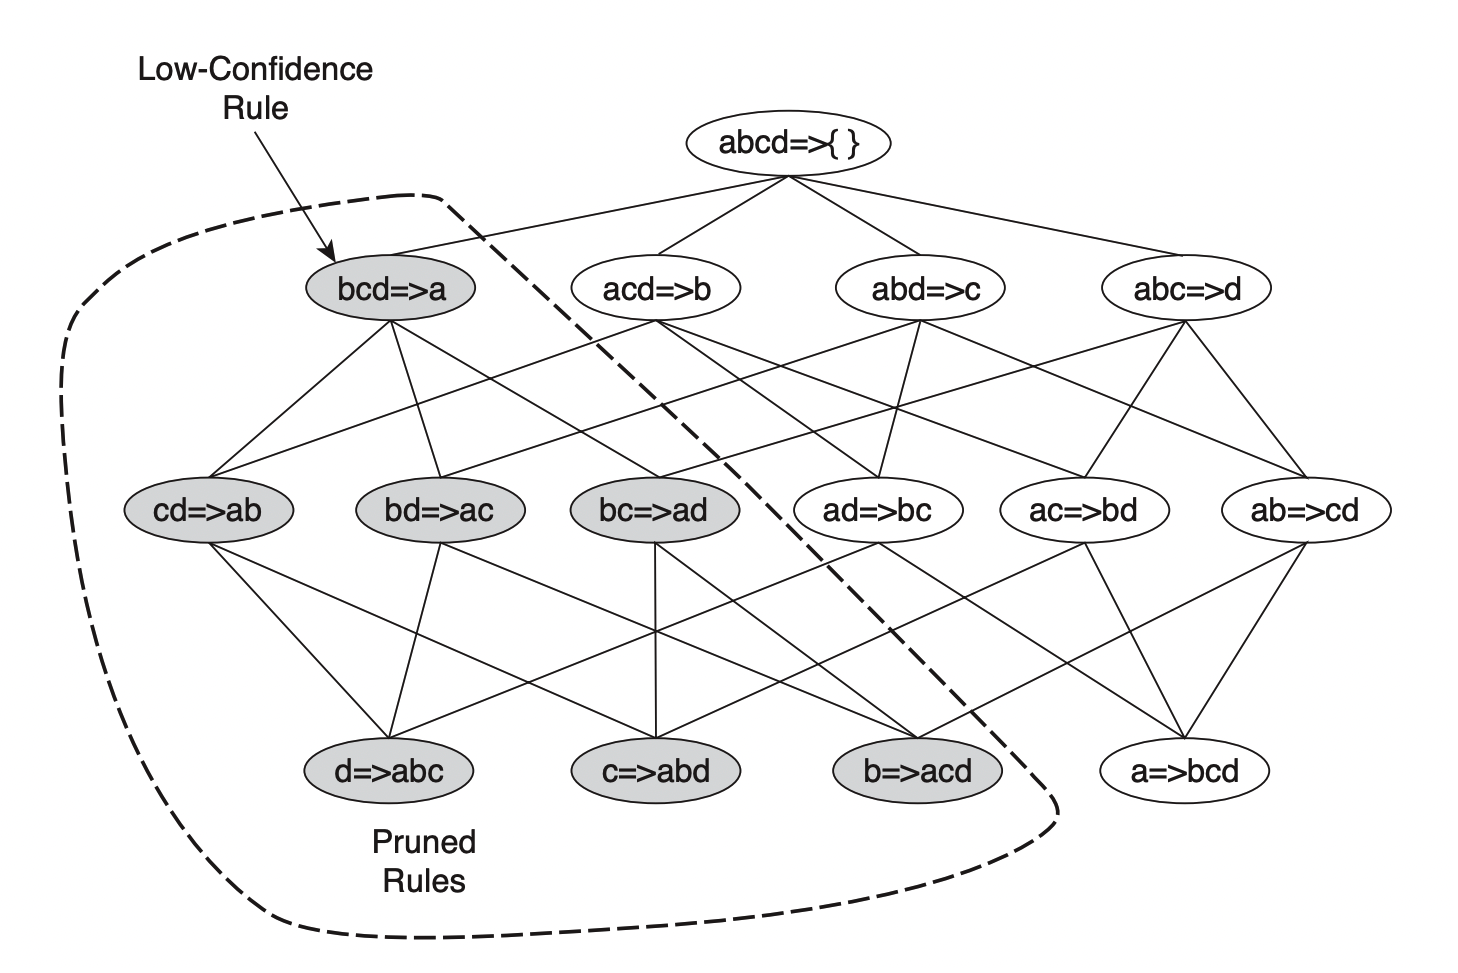 Low-Confidence
Rule
abcd=>{ }
bcd=>a
acd=>b
abd=>c
abc=>d
cd=>ab
bd=>ac
bc=>ad
ad=>bc
ac=>bd
ab=>cd
d=>abc
c=>abd
b=>acd
a=>bcd
Pruned
Rules